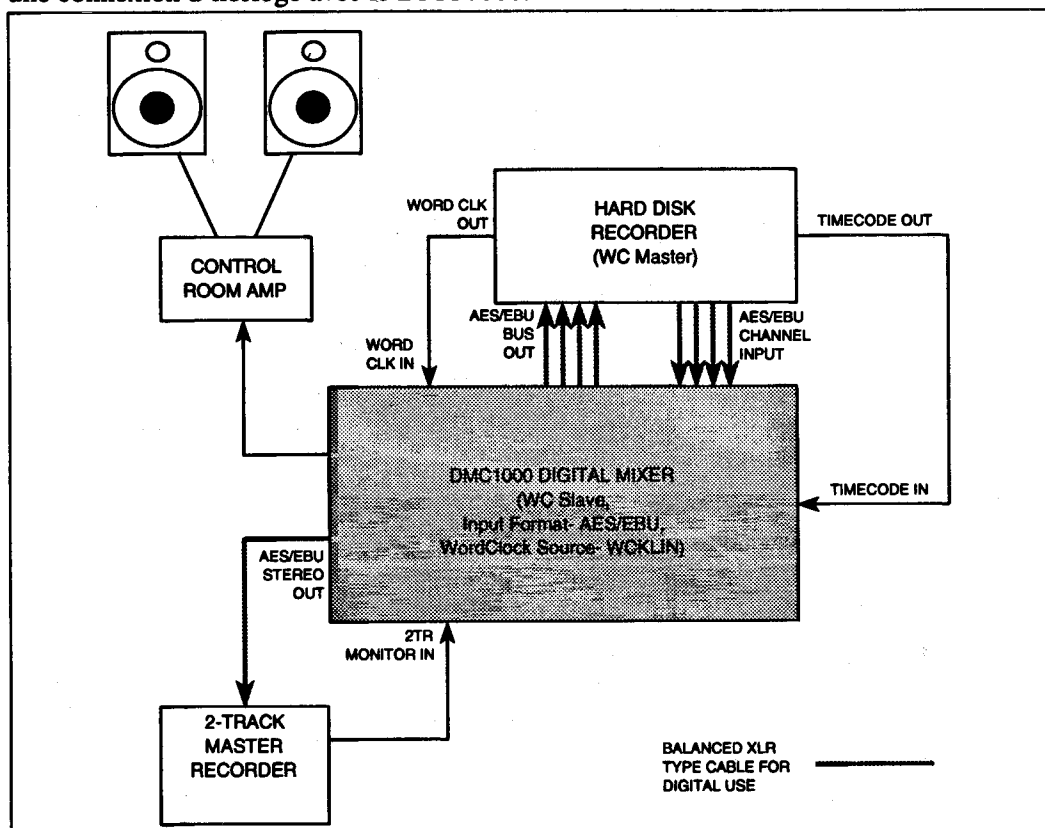 WORD CLK
OUT
HARD DISK
RECORDER
(WC Master)
TIMECODE OUT
CONTROL
ROOM AMP
WORD
CLK IN
AES/EBU
BUS
OUT
AES/EBU
CHANNEL
INPUT
DMC1000 DIGITAL MIXER
(WC Slave,
Input Format- AES/EBU,
WordClock Source- WCKLIN)
TIMECODE IN
AES/EBU
STEREO
OUT
2TR
MONITOR IN
2-TRACK
MASTER
RECORDER
BALANCED XLR
TYPE CABLE FOR
DIGITAL USE